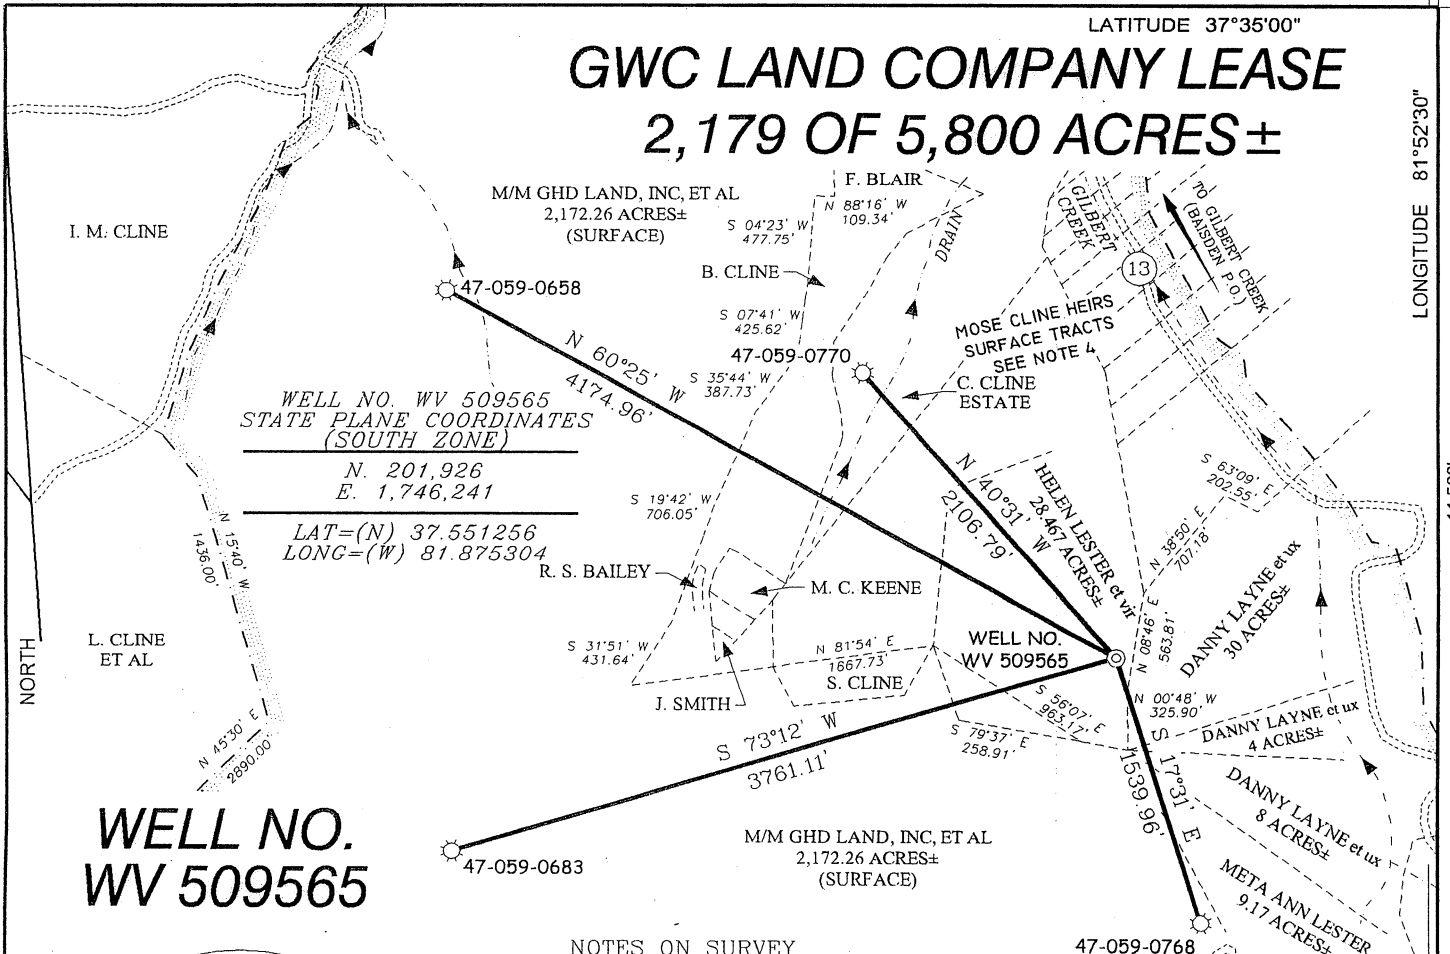 LATITUDE 37°35'00"
GWC LAND COMPANY LEASE
2,179 OF 5,800 ACRES±
LONGITUDE 81°52'30"
F. BLAIR
N 88°16' W
109.34'
M/M GHD LAND, INC, ET AL
2,172.26 ACRES±
(SURFACE)
S 04°23' W
477.75'
I. M. CLINE
B. CLINE
DRAIN
GILBERT
CREEK
13
TO GILBERT CREEK
(BAISDEN P.O.)
47-059-0658
S 07°41' W
425.62'
MOSE CLINE HEIRS
SURFACE TRACTS
SEE NOTE 4
47-059-0770
N 60°25' W
4174.96'
S 35°44' W
387.73'
C. CLINE
ESTATE
WELL NO. WV 509565
STATE PLANE COORDINATES
(SOUTH ZONE)
N. 201,926
E. 1,746,241
LAT=(N) 37.551256
LONG=(W) 81.875304
S 19°42' W
706.05'
N 40°31' W
2106.79'
HELEN LESTER et vir
28.467 ACRES±
S 63°09' E
202.55'
N 38°50' E
707.18'
N 15°40' W
1436.00'
R. S. BAILEY
M. C. KEENE
DANNY LAYNE et ux
30 ACRES±
N 08°46' E
563.81'
NORTH
L. CLINE
ET AL
S 31°51' W
431.64'
N 81°54' E
1667.73'
S. CLINE
WELL NO.
WV 509565
J. SMITH
S 56°07' E
963.17'
N 00°48' W
325.90'
S 79°37' E
258.91'
DANNY LAYNE et ux
4 ACRES±
N 45°30' E
2890.00'
S 73°12' W
3761.11'
S 17°31' E
1539.96'
DANNY LAYNE et ux
8 ACRES±
WELL NO.
WV 509565
M/M GHD LAND, INC, ET AL
2,172.26 ACRES±
(SURFACE)
47-059-0683
META ANN LESTER
9.17 ACRES±
NOTES ON SURVEY
47-059-0768